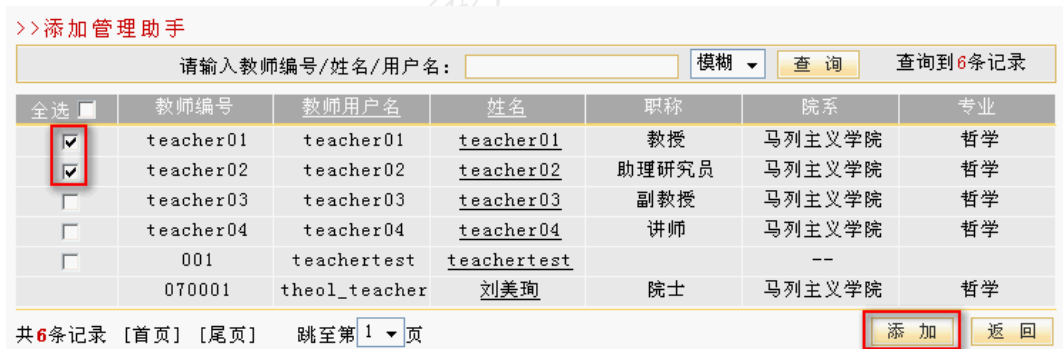 >>添加管理助手
请输入教师编号/姓名/用户名: 模糊 查 询 查询到6条记录
全选 教师编号 教师用户名 姓名 职称 院系 专业
teacher01 teacher01 teacher01 教授 马列主义学院 哲学
teacher02 teacher02 teacher02 助理研究员 马列主义学院 哲学
teacher03 teacher03 teacher03 副教授 马列主义学院 哲学
teacher04 teacher04 teacher04 讲师 马列主义学院 哲学
001 teachertest teachertest --
070001 theol_teacher 刘美珣 院士 马列主义学院 哲学
共6条记录 [首页] [尾页] 跳至第 1 页 添 加 返 回